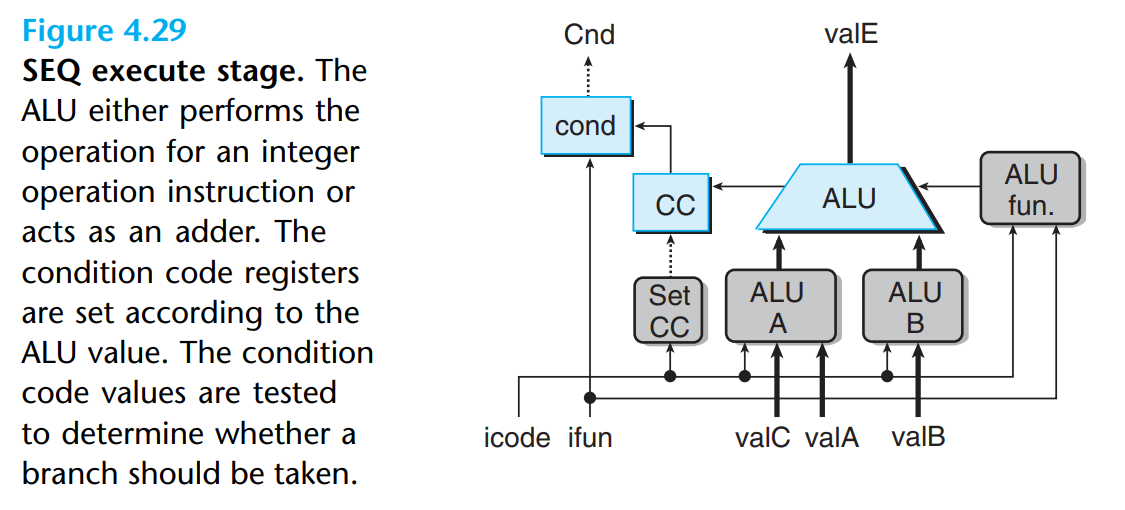 Figure 4.29
SEQ execute stage. The
ALU either performs the
operation for an integer
operation instruction or
acts as an adder. The
condition code registers
are set according to the
ALU value. The condition
code values are tested
to determine whether a
branch should be taken.
Cnd
valE
cond
CC
ALU
ALU
fun.
Set
CC
ALU
A
ALU
B
icode
ifun
valC
valA
valB